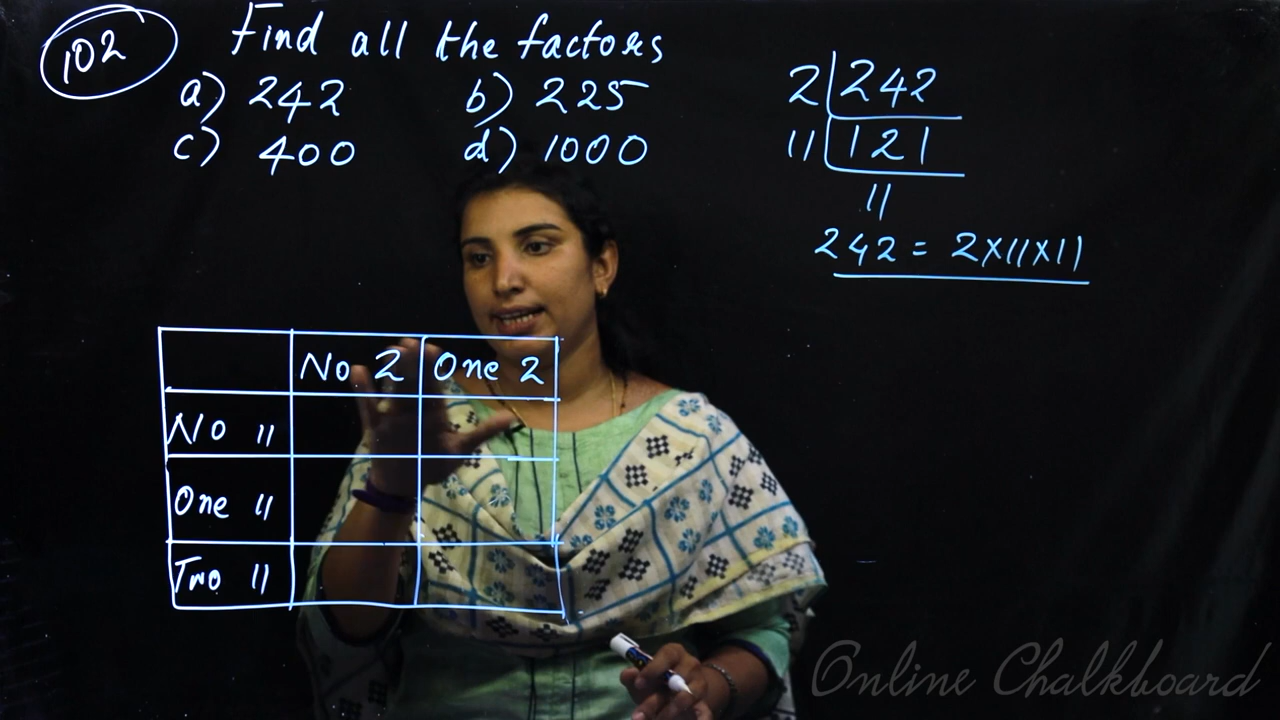 102
Find all the factors
a) 242 b) 225
c) 400 d) 1000
2 242
11 121
11
242 = 2×11×11
No 2 One 2
No 11
One 11
Two 11
Online Chalkboard